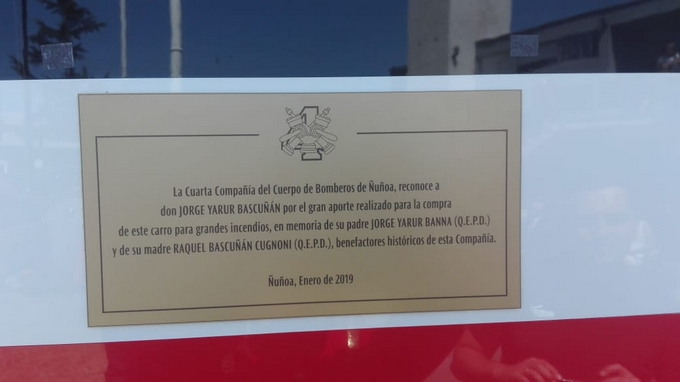 4
La Cuarta Compañía del Cuerpo de Bomberos de Ñuñoa, reconoce a
don JORGE YARUR BASCUÑÁN por el gran aporte realizado para la compra
de este carro para grandes incendios, en memoria de su padre JORGE YARUR BANNA (Q.E.P.D.)
y de su madre RAQUEL BASCUÑÁN CUGNONI (Q.E.P.D.), benefactores históricos de esta Compañía.
Ñuñoa, Enero de 2019